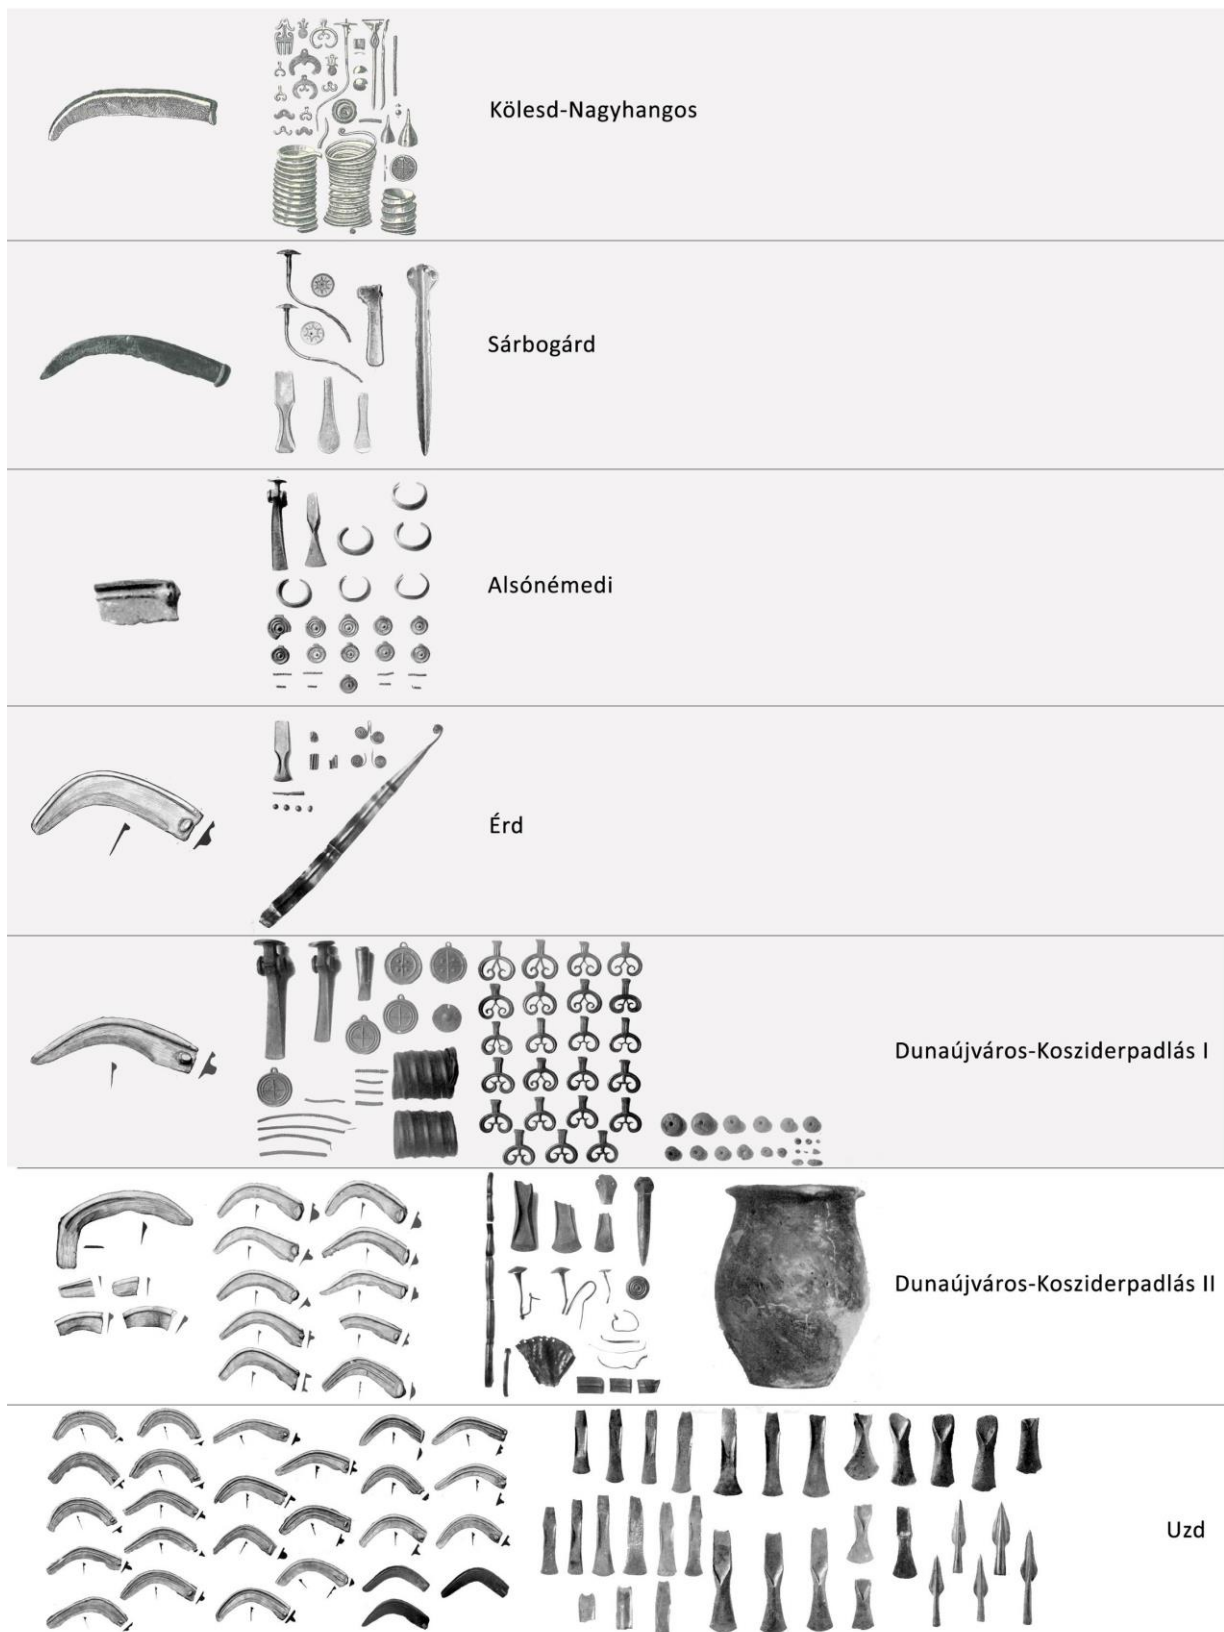 Kölesd-Nagyhangos
Sárbogárd
Alsónémedi
Érd
Dunaújváros-Kosziderpadlás I
Dunaújváros-Kosziderpadlás II
Uzd